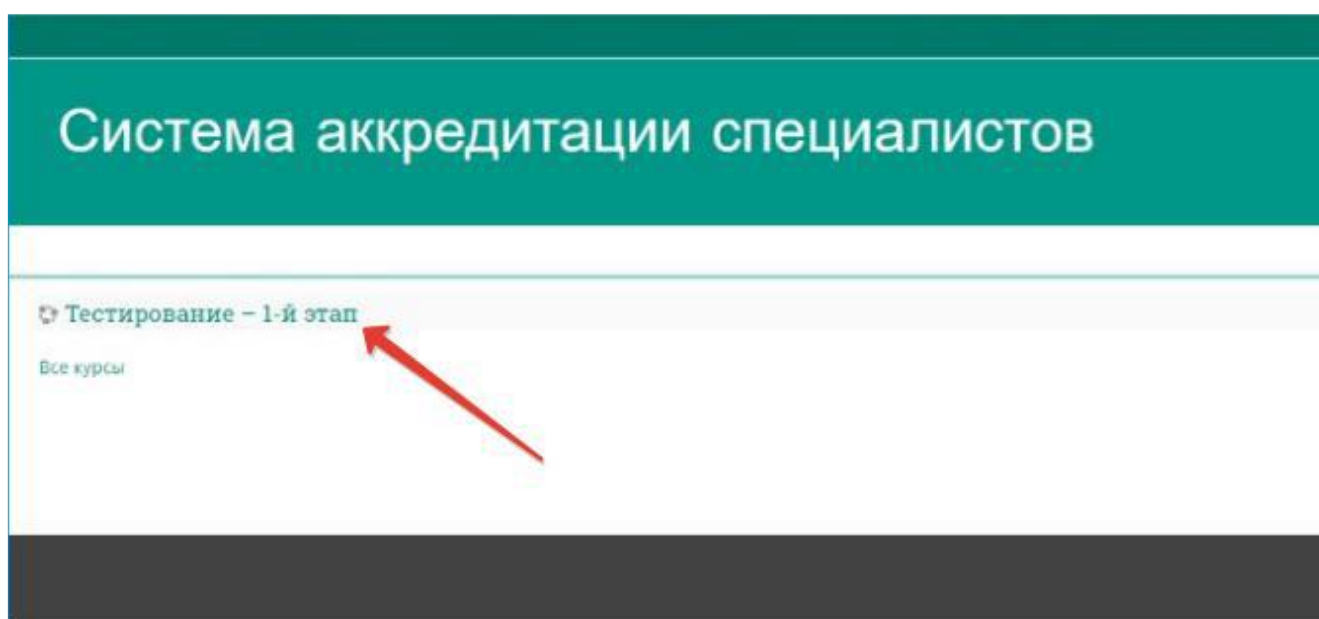 Система аккредитации специалистов
Тестирование – 1-й этап
Все курсы